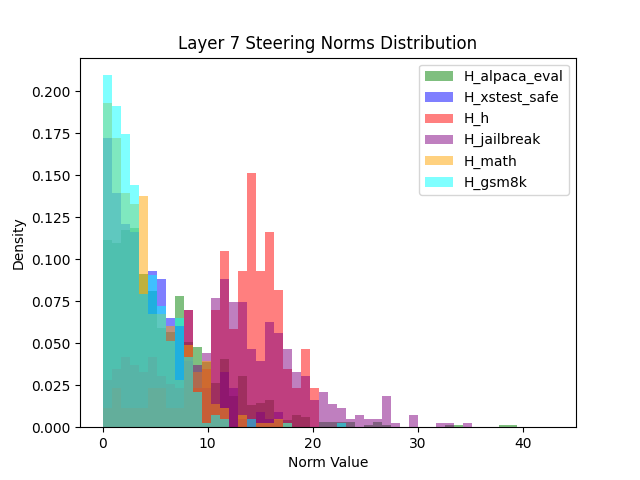 Layer 7 Steering Norms Distribution
H_alpaca_eval
H_xstest_safe
H_h
H_jailbreak
H_math
H_gsm8k
0.200
0.175
0.150
0.125
0.100
0.075
0.050
0.025
0.000
Density
0 10 20 30 40
Norm Value